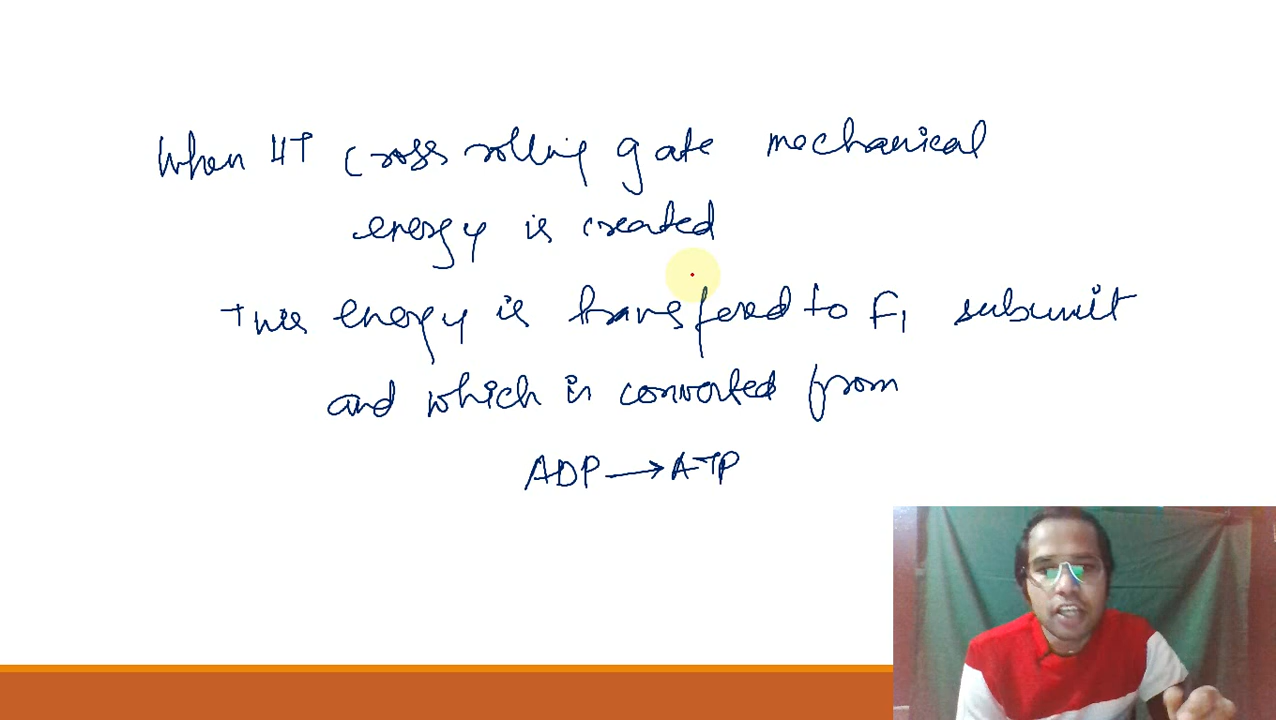 When H+ cross rolling gate mechanical
energy is created
This energy is transfered to F1 subunit
and which is converted from
ADP → ATP